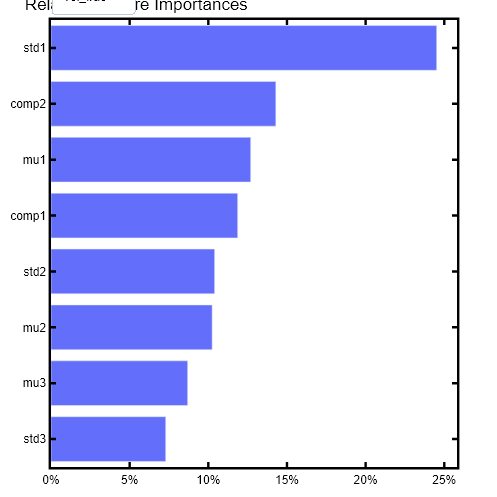 Rela re Importances
std1
comp2
mu1
comp1
std2
mu2
mu3
std3
0% 5% 10% 15% 20% 25%